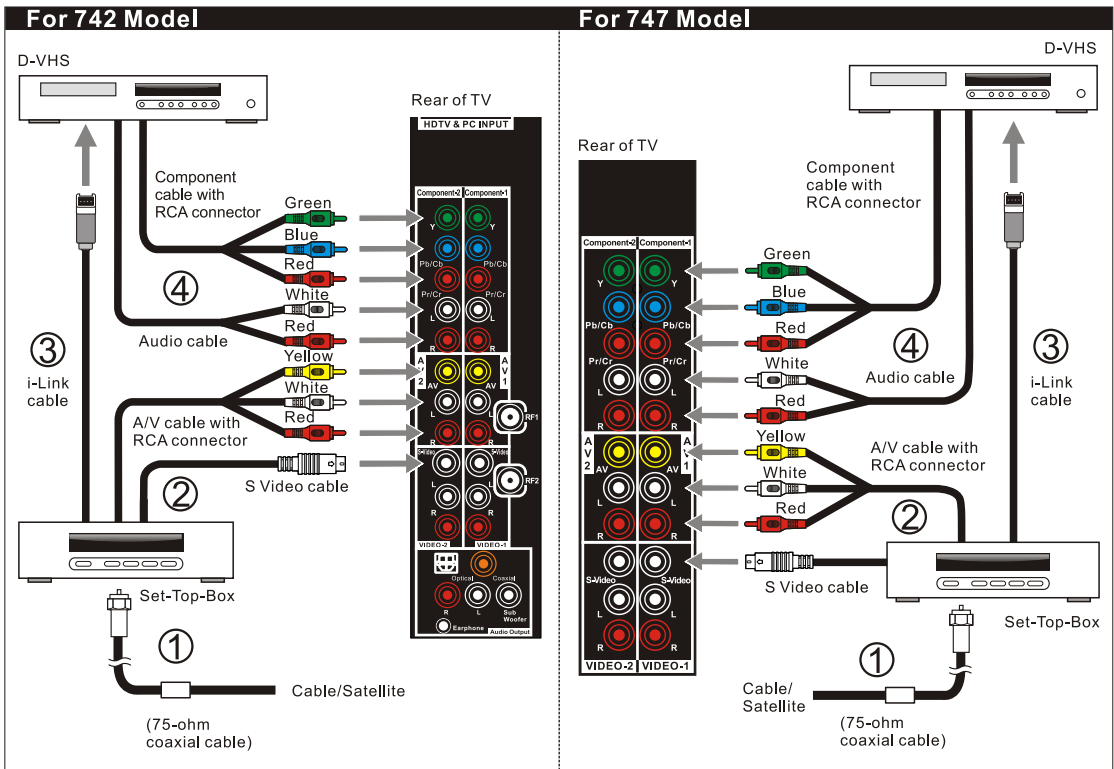 For 742 Model
D-VHS
Rear of TV
HDTV & PC INPUT
Component-2
Component-1
Component
cable with
RCA connector
Green
Blue
Red
White
Red
④
Audio cable
③
i-Link
cable
Yellow
White
Red
A/V cable with
RCA connector
②
S Video cable
Y
Y
Pb/Cb
Pb/Cb
Pr/Cr
Pr/Cr
L
L
R
R
A
V
2
A
V
1
AV
AV
L
L
R
R
RF1
S-Video
S-Video
RF2
L
L
R
R
VIDEO-2
VIDEO-1
Optical
Coaxial
R
L
Sub
Woofer
Earphone
Audio Output
Set-Top-Box
①
Cable/Satellite
(75-ohm
coaxial cable)
For 747 Model
D-VHS
Rear of TV
Component
cable with
RCA connector
Component-2
Component-1
Green
Blue
Red
White
Red
④
Audio cable
③
i-Link
cable
Yellow
White
Red
A/V cable with
RCA connector
②
S Video cable
Y
Y
Pb/Cb
Pb/Cb
Pr/Cr
Pr/Cr
L
L
R
R
A
V
2
A
V
1
AV
AV
L
L
R
R
S-Video
S-Video
L
L
R
R
VIDEO-2
VIDEO-1
Set-Top-Box
①
Cable/
Satellite
(75-ohm
coaxial cable)